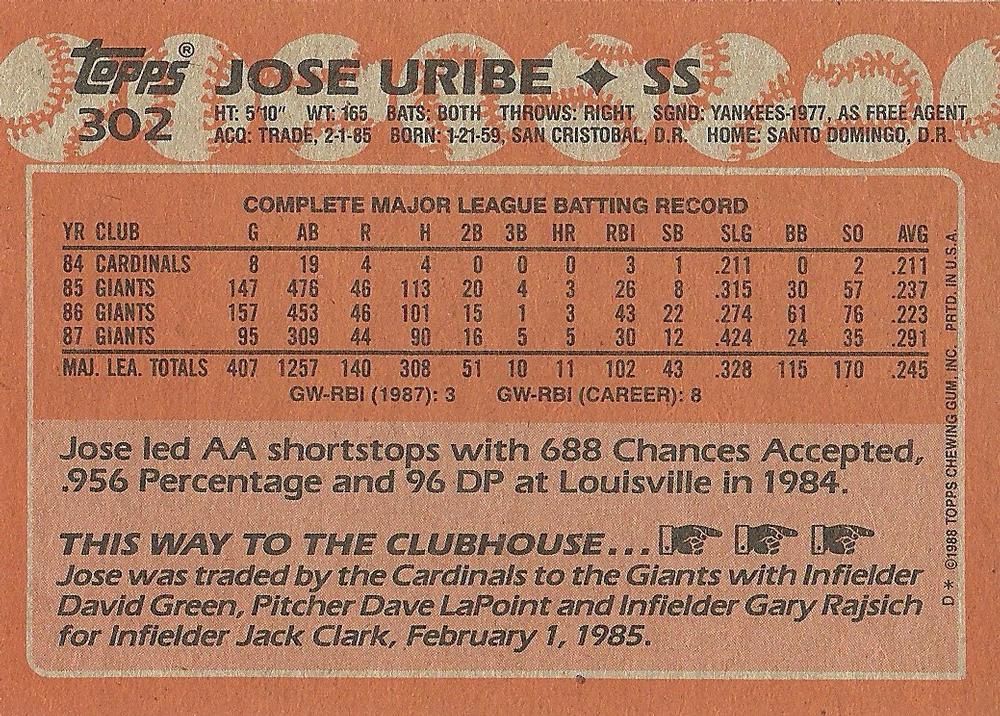 Topps®
302
JOSE URIBE ✦ SS
HT: 5'10" WT: 165 BATS: BOTH THROWS: RIGHT SGND: YANKEES-1977, AS FREE AGENT,
ACQ: TRADE, 2-1-85 BORN: 1-21-59, SAN CRISTOBAL, D.R. HOME: SANTO DOMINGO, D.R.
COMPLETE MAJOR LEAGUE BATTING RECORD
YR CLUB G AB R H 2B 3B HR RBI SB SLG BB SO AVG
84 CARDINALS 8 19 4 4 0 0 0 3 1 .211 0 2 .211
85 GIANTS 147 476 46 113 20 4 3 26 8 .315 30 57 .237
86 GIANTS 157 453 46 101 15 1 3 43 22 .274 61 76 .223
87 GIANTS 95 309 44 90 16 5 5 30 12 .424 24 35 .291
MAJ. LEA. TOTALS 407 1257 140 308 51 10 11 102 43 .328 115 170 .245
GW-RBI (1987): 3 GW-RBI (CAREER): 8
Jose led AA shortstops with 688 Chances Accepted,
.956 Percentage and 96 DP at Louisville in 1984.
THIS WAY TO THE CLUBHOUSE...
Jose was traded by the Cardinals to the Giants with Infielder
David Green, Pitcher Dave LaPoint and Infielder Gary Rajsich
for Infielder Jack Clark, February 1, 1985.
D * ©1988 TOPPS CHEWING GUM, INC. PRTD. IN U.S.A.